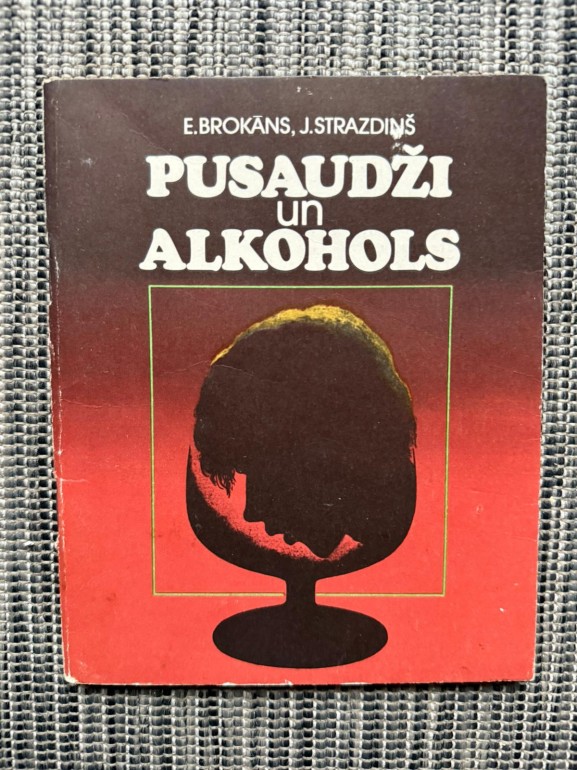 E.BROKĀNS, J.STRAZDIŅŠ
PUSAUDŽI
un
ALKOHOLS